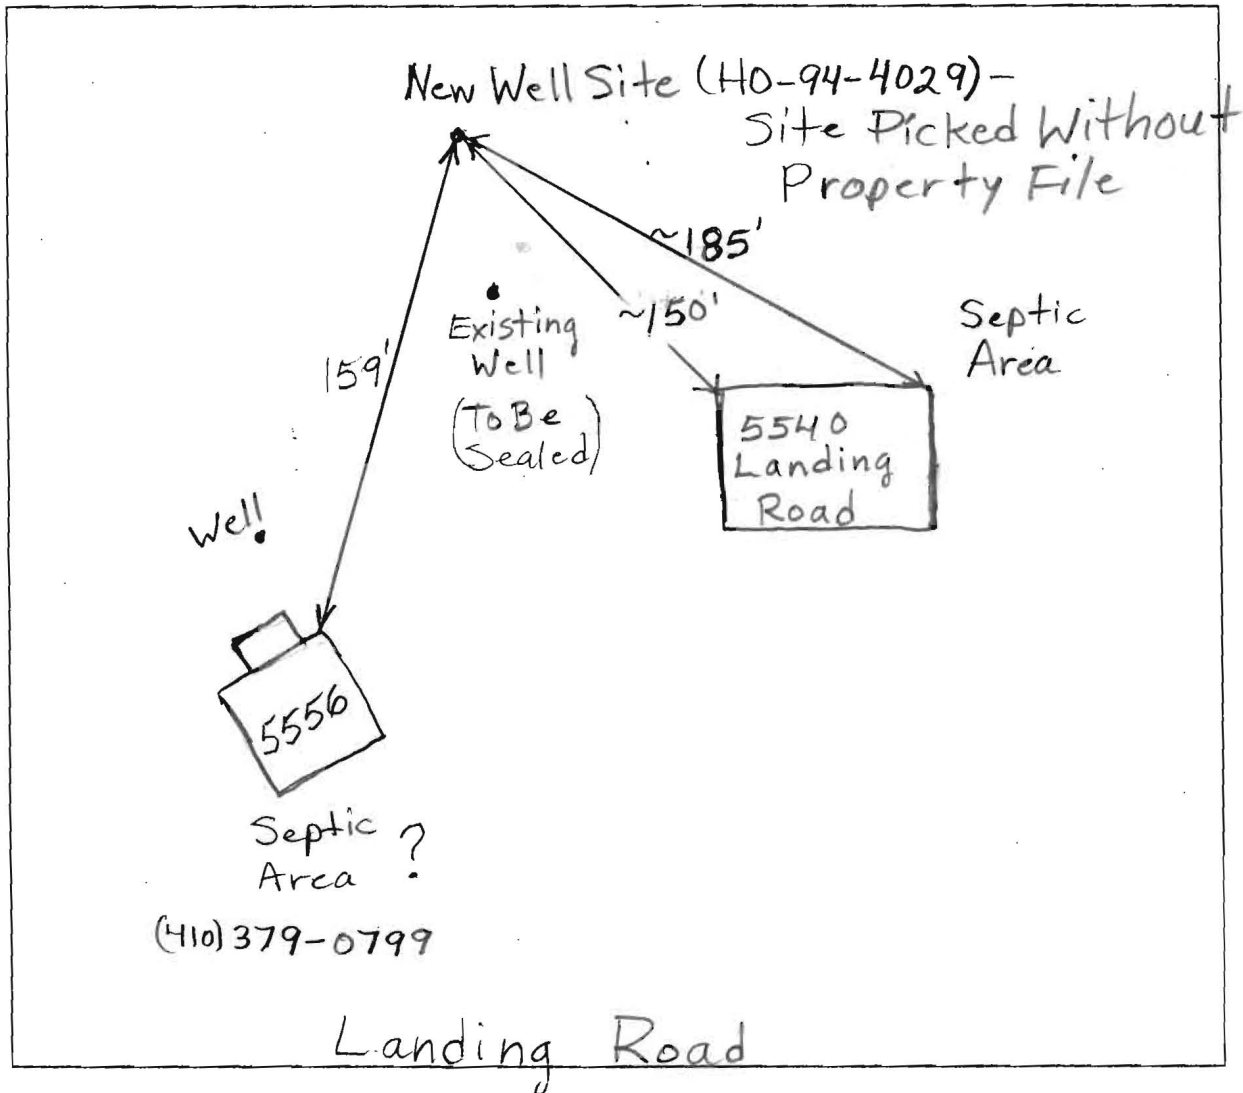 New Well Site (HO-94-4029)-
Site Picked Without
Property File
~185'
~150'
Septic
Area
Existing
Well
(To Be
Sealed)
159'
5540
Landing
Road
Well
5556
Septic
Area ?
(410)379-0799
Landing Road